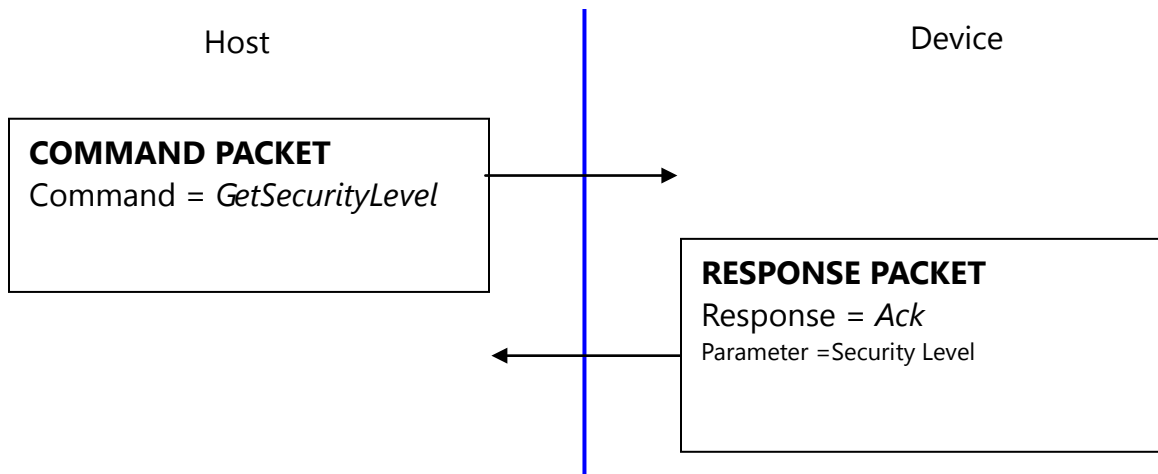 Host
Device
COMMAND PACKET
Command = GetSecurityLevel
RESPONSE PACKET
Response = Ack
Parameter =Security Level